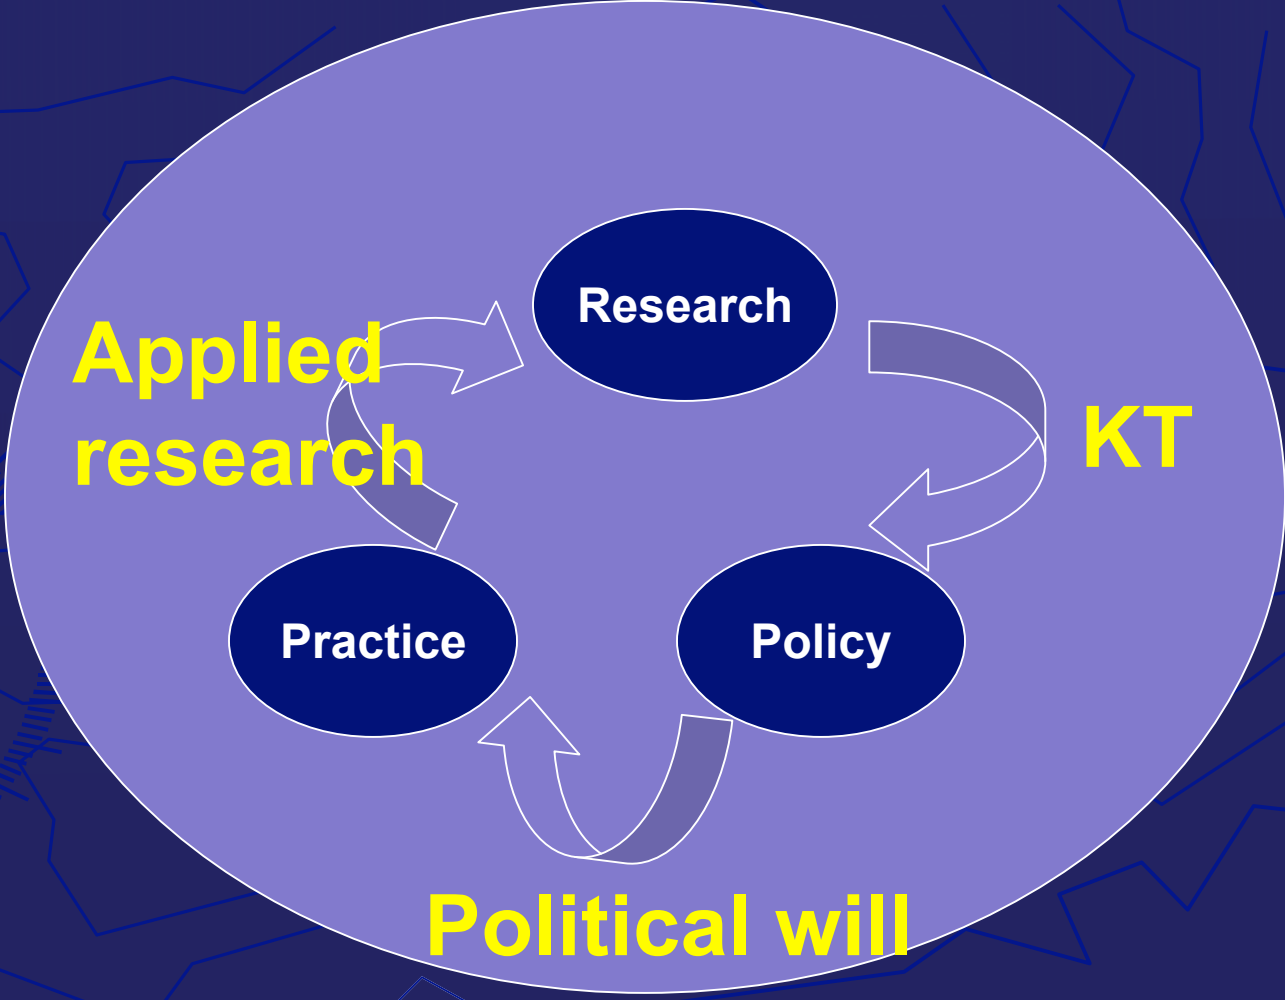 Research
Applied
research
KT
Practice
Policy
Political will